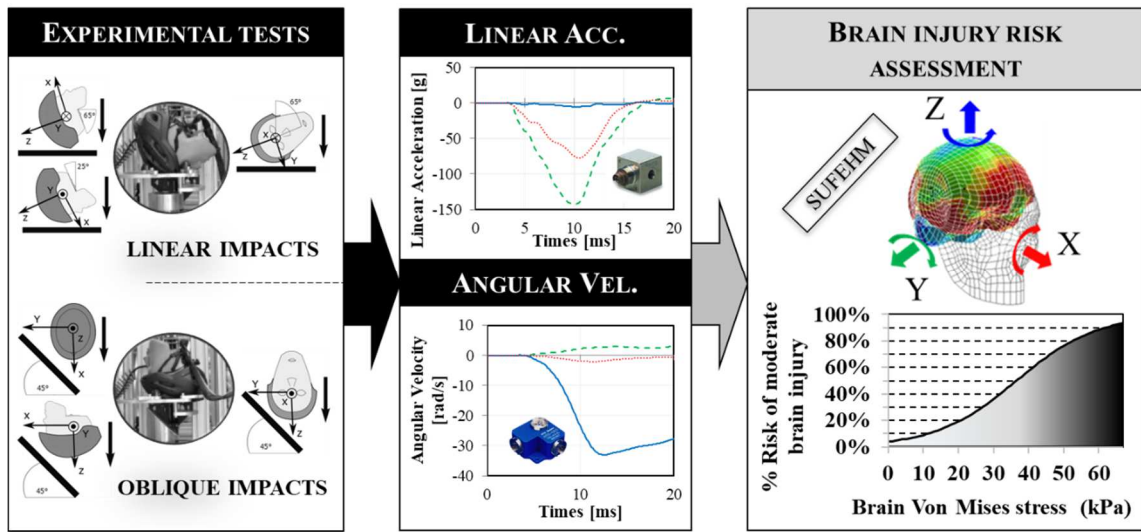 EXPERIMENTAL TESTS
X
65°
Z
Y
65°
X
Z
Y
25°
Y
Z
X
LINEAR IMPACTS
Y
Z
X
45°
Y
X
Z
45°
Y
Z
45°
OBLIQUE IMPACTS
LINEAR ACC.
Linear Acceleration [g]
50
0
-50
-100
-150
0
5
10
15
20
Times [ms]
ANGULAR VEL.
Angular Velocity
[rad/s]
10
0
-10
-20
-30
-40
0
5
10
15
20
Times [ms]
BRAIN INJURY RISK
ASSESSMENT
SUFEHM
Z
X
Y
% Risk of moderate
brain injury
100%
80%
60%
40%
20%
0%
0
10
20
30
40
50
60
Brain Von Mises stress (kPa)